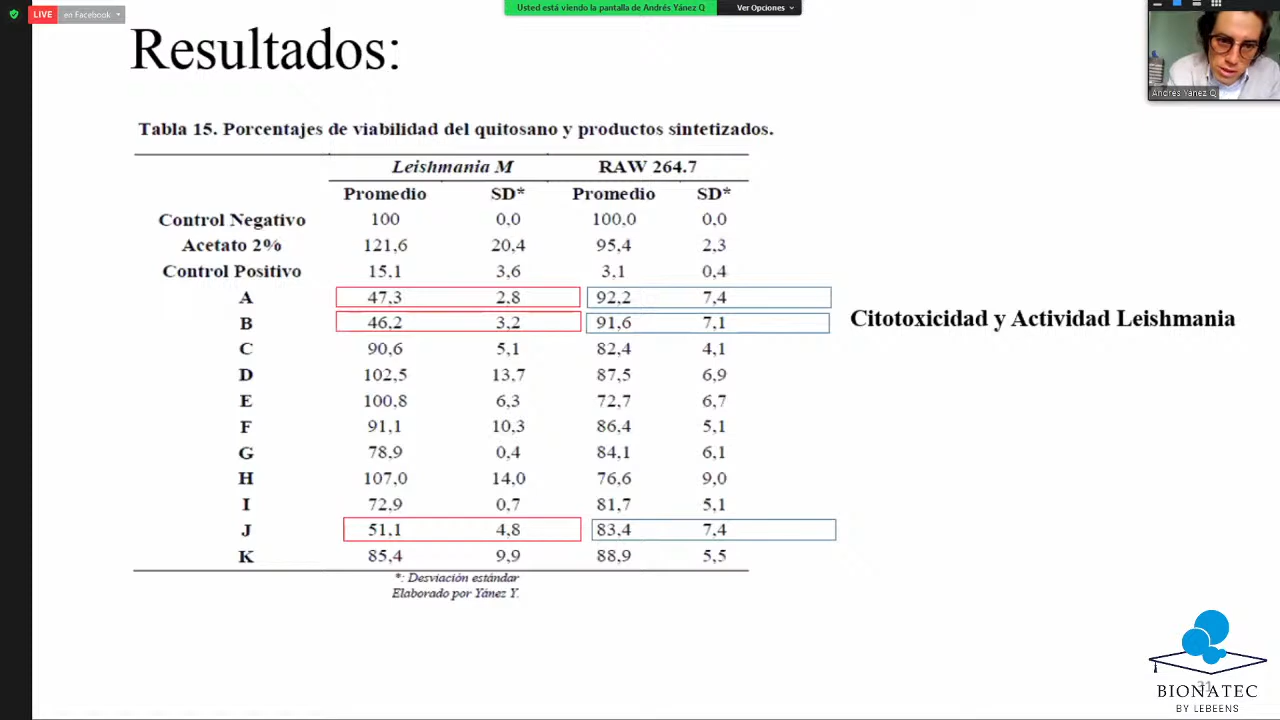 LIVE en Facebook
Usted está viendo la pantalla de Andrés Yánez Q Ver Opciones
Andrés Yánez Q
Resultados:
Tabla 15. Porcentajes de viabilidad del quitosano y productos sintetizados.
Leishmania M RAW 264.7
Promedio SD* Promedio SD*
Control Negativo 100 0,0 100,0 0,0
Acetato 2% 121,6 20,4 95,4 2,3
Control Positivo 15,1 3,6 3,1 0,4
A 47,3 2,8 92,2 7,4
B 46,2 3,2 91,6 7,1
Citotoxicidad y Actividad Leishmania
C 90,6 5,1 82,4 4,1
D 102,5 13,7 87,5 6,9
E 100,8 6,3 72,7 6,7
F 91,1 10,3 86,4 5,1
G 78,9 0,4 84,1 6,1
H 107,0 14,0 76,6 9,0
I 72,9 0,7 81,7 5,1
J 51,1 4,8 83,4 7,4
K 85,4 9,9 88,9 5,5
*: Desviación estándar
Elaborado por Yánez Y.
BIONATEC
BY LEBEENS